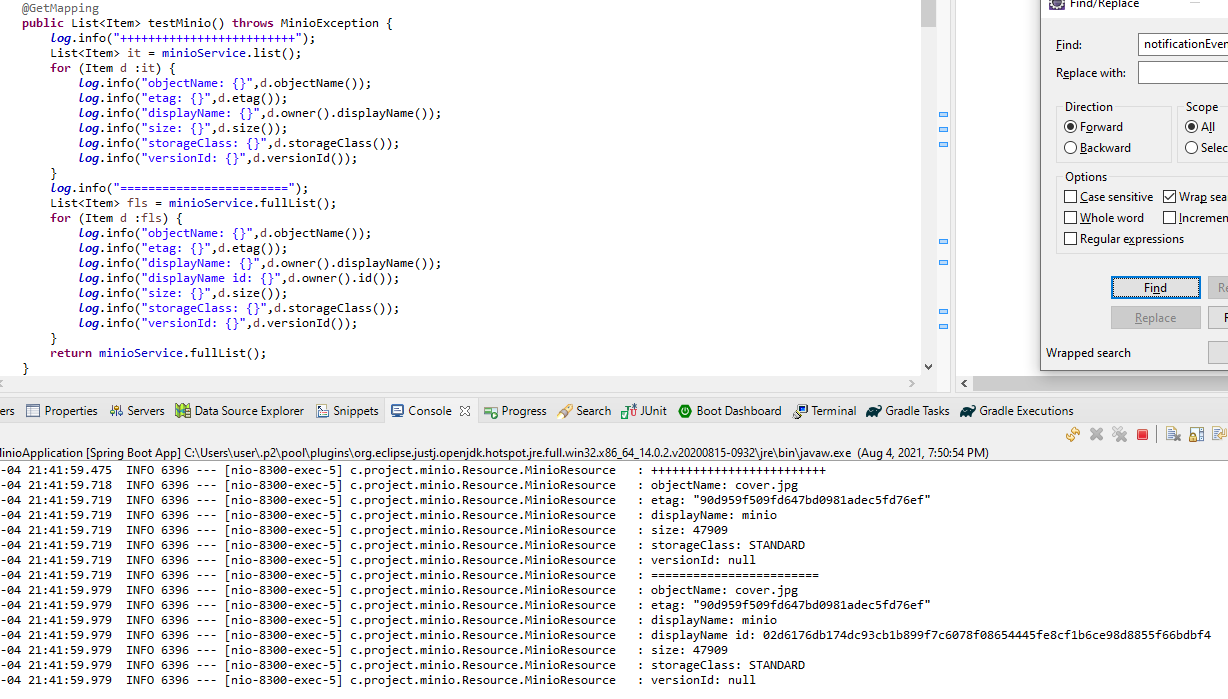 @GetMapping
public List<Item> testMinio() throws MinioException {
log.info("+++++++++++++++++++++++++");
List<Item> it = minioService.list();
for (Item d :it) {
log.info("objectName: {}",d.objectName());
log.info("etag: {}",d.etag());
log.info("displayName: {}",d.owner().displayName());
log.info("size: {}",d.size());
log.info("storageClass: {}",d.storageClass());
log.info("versionId: {}",d.versionId());
}
log.info("========================");
List<Item> fls = minioService.fullList();
for (Item d :fls) {
log.info("objectName: {}",d.objectName());
log.info("etag: {}",d.etag());
log.info("displayName: {}",d.owner().displayName());
log.info("displayName id: {}",d.owner().id());
log.info("size: {}",d.size());
log.info("storageClass: {}",d.storageClass());
log.info("versionId: {}",d.versionId());
}
return minioService.fullList();
}
Find/Replace
Find: notificationEver
Replace with:
Direction Scope
Forward All
Backward Selec
Options
Case sensitive Wrap sea
Whole word Incremen
Regular expressions
Find Re
Replace
Wrapped search
ers Properties Servers Data Source Explorer Snippets Console Progress Search JUnit Boot Dashboard Terminal Gradle Tasks Gradle Executions
MinioApplication [Spring Boot App] C:\Users\user\.p2\pool\plugins\org.eclipse.justj.openjdk.hotspot.jre.full.win32.x86_64_14.0.2.v20200815-0932\jre\bin\javaw.exe (Aug 4, 2021, 7:50:54 PM)
-04 21:41:59.475 INFO 6396 --- [nio-8300-exec-5] c.project.minio.Resource.MinioResource : +++++++++++++++++++++++++
-04 21:41:59.718 INFO 6396 --- [nio-8300-exec-5] c.project.minio.Resource.MinioResource : objectName: cover.jpg
-04 21:41:59.719 INFO 6396 --- [nio-8300-exec-5] c.project.minio.Resource.MinioResource : etag: "90d959f509fd647bd0981adec5fd76ef"
-04 21:41:59.719 INFO 6396 --- [nio-8300-exec-5] c.project.minio.Resource.MinioResource : displayName: minio
-04 21:41:59.719 INFO 6396 --- [nio-8300-exec-5] c.project.minio.Resource.MinioResource : size: 47909
-04 21:41:59.719 INFO 6396 --- [nio-8300-exec-5] c.project.minio.Resource.MinioResource : storageClass: STANDARD
-04 21:41:59.719 INFO 6396 --- [nio-8300-exec-5] c.project.minio.Resource.MinioResource : versionId: null
-04 21:41:59.719 INFO 6396 --- [nio-8300-exec-5] c.project.minio.Resource.MinioResource : ========================
-04 21:41:59.979 INFO 6396 --- [nio-8300-exec-5] c.project.minio.Resource.MinioResource : objectName: cover.jpg
-04 21:41:59.979 INFO 6396 --- [nio-8300-exec-5] c.project.minio.Resource.MinioResource : etag: "90d959f509fd647bd0981adec5fd76ef"
-04 21:41:59.979 INFO 6396 --- [nio-8300-exec-5] c.project.minio.Resource.MinioResource : displayName: minio
-04 21:41:59.979 INFO 6396 --- [nio-8300-exec-5] c.project.minio.Resource.MinioResource : displayName id: 02d6176db174dc93cb1b899f7c6078f08654445fe8cf1b6ce98d8855f66bdbf4
-04 21:41:59.979 INFO 6396 --- [nio-8300-exec-5] c.project.minio.Resource.MinioResource : size: 47909
-04 21:41:59.979 INFO 6396 --- [nio-8300-exec-5] c.project.minio.Resource.MinioResource : storageClass: STANDARD
-04 21:41:59.979 INFO 6396 --- [nio-8300-exec-5] c.project.minio.Resource.MinioResource : versionId: null